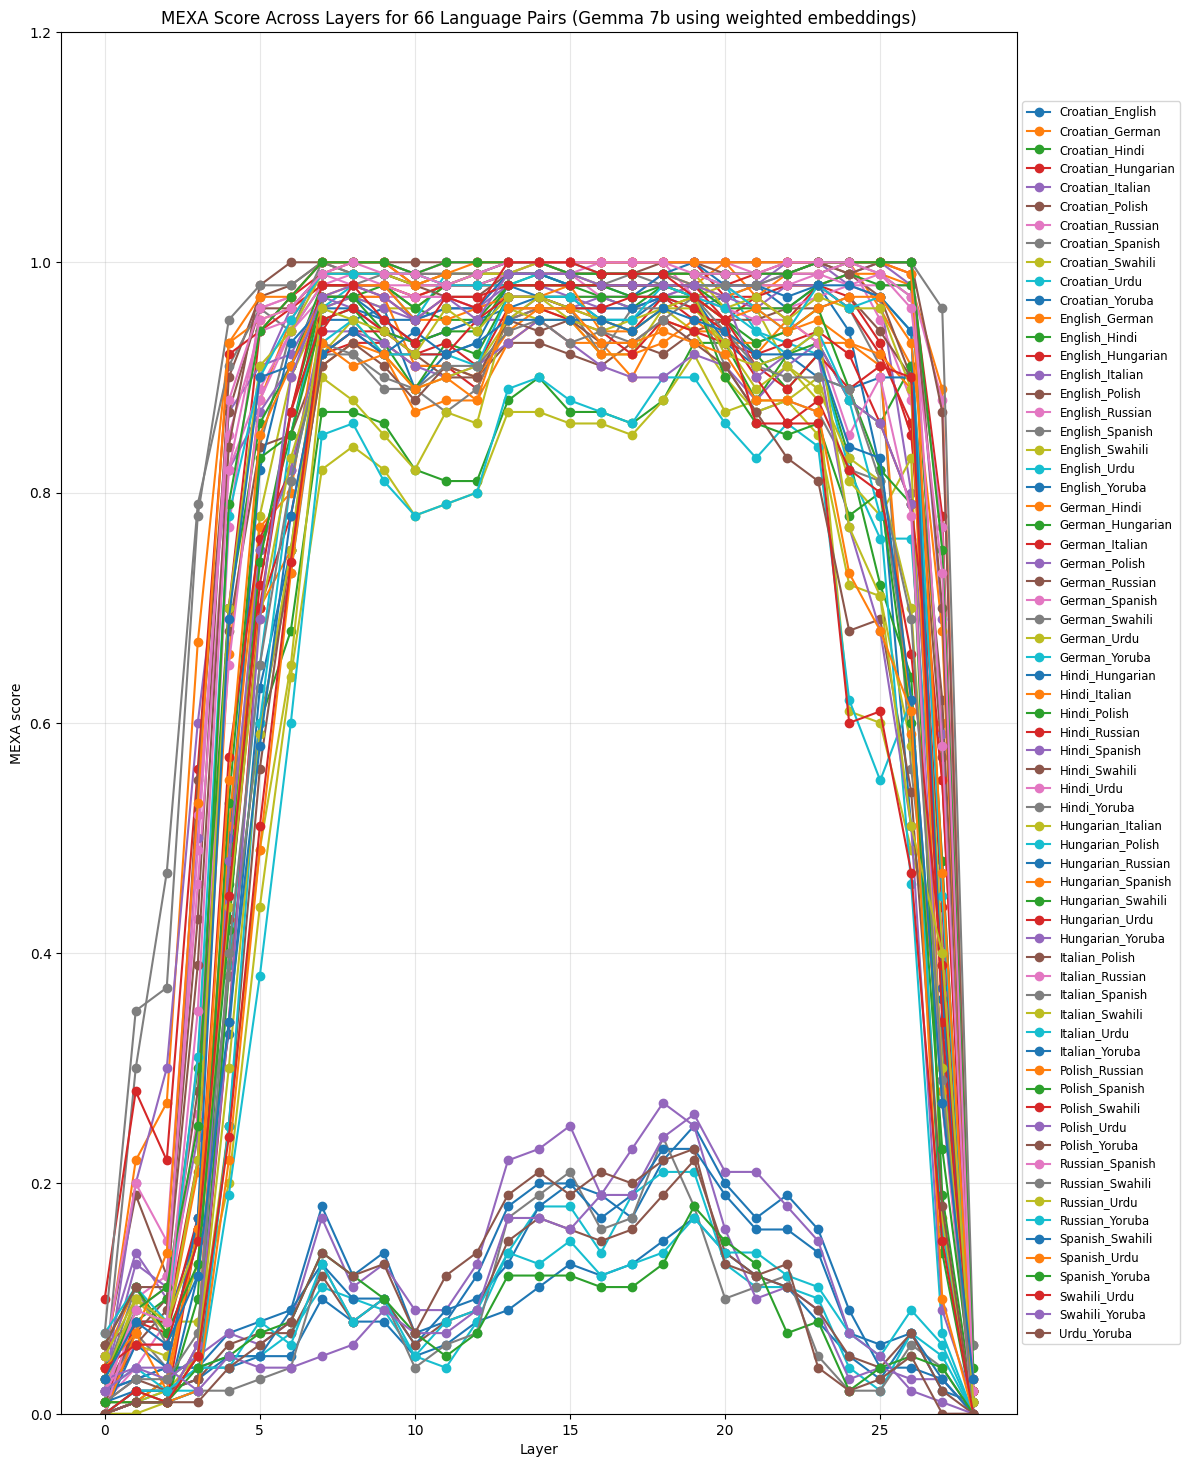 MEXA Score Across Layers for 66 Language Pairs (Gemma 7b using weighted embeddings)
1.2
1.0
0.8
0.6
0.4
0.2
0.0
MEXA score
0 5 10 15 20 25
Layer
Croatian_English
Croatian_German
Croatian_Hindi
Croatian_Hungarian
Croatian_Italian
Croatian_Polish
Croatian_Russian
Croatian_Spanish
Croatian_Swahili
Croatian_Urdu
Croatian_Yoruba
English_German
English_Hindi
English_Hungarian
English_Italian
English_Polish
English_Russian
English_Spanish
English_Swahili
English_Urdu
English_Yoruba
German_Hindi
German_Hungarian
German_Italian
German_Polish
German_Russian
German_Spanish
German_Swahili
German_Urdu
German_Yoruba
Hindi_Hungarian
Hindi_Italian
Hindi_Polish
Hindi_Russian
Hindi_Spanish
Hindi_Swahili
Hindi_Urdu
Hindi_Yoruba
Hungarian_Italian
Hungarian_Polish
Hungarian_Russian
Hungarian_Spanish
Hungarian_Swahili
Hungarian_Urdu
Hungarian_Yoruba
Italian_Polish
Italian_Russian
Italian_Spanish
Italian_Swahili
Italian_Urdu
Italian_Yoruba
Polish_Russian
Polish_Spanish
Polish_Swahili
Polish_Urdu
Polish_Yoruba
Russian_Spanish
Russian_Swahili
Russian_Urdu
Russian_Yoruba
Spanish_Swahili
Spanish_Urdu
Spanish_Yoruba
Swahili_Urdu
Swahili_Yoruba
Urdu_Yoruba